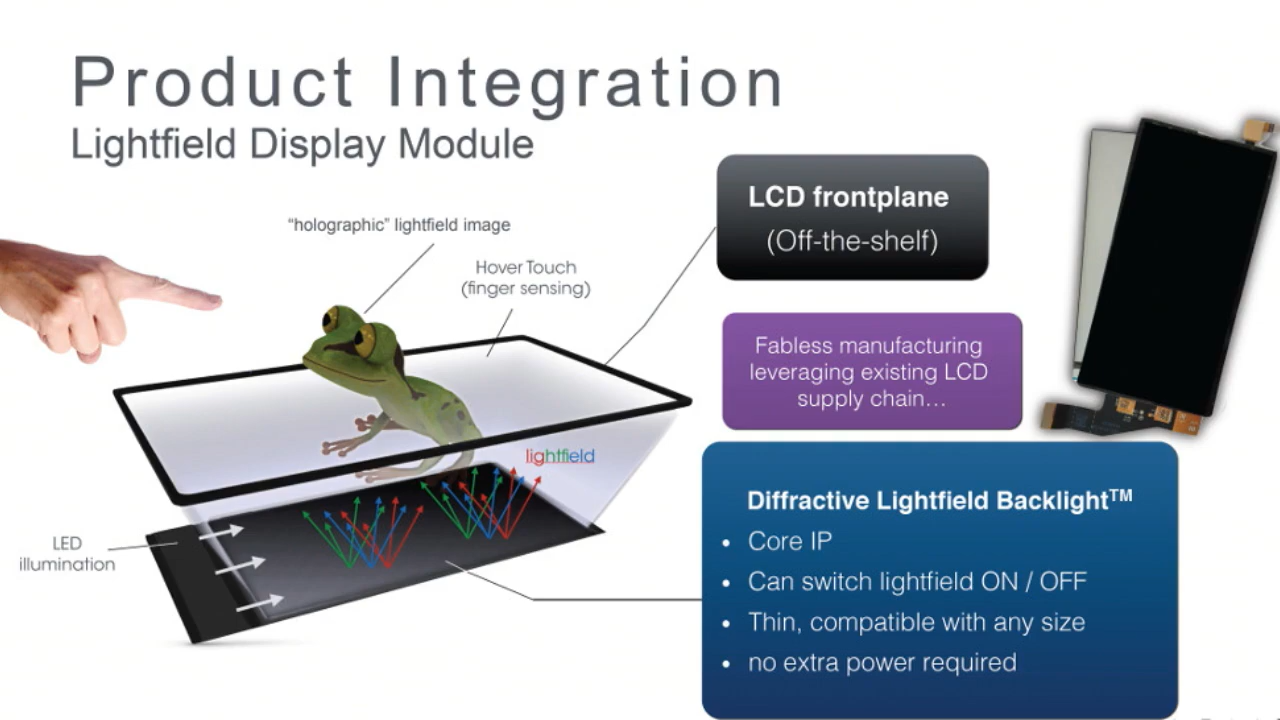 Product Integration
Lightfield Display Module
“holographic” lightfield image
Hover Touch
(finger sensing)
lightfield
LED
illumination
LCD frontplane
(Off-the-shelf)
Fabless manufacturing
leveraging existing LCD
supply chain…
Diffractive Lightfield Backlight™
• Core IP
• Can switch lightfield ON / OFF
• Thin, compatible with any size
• no extra power required